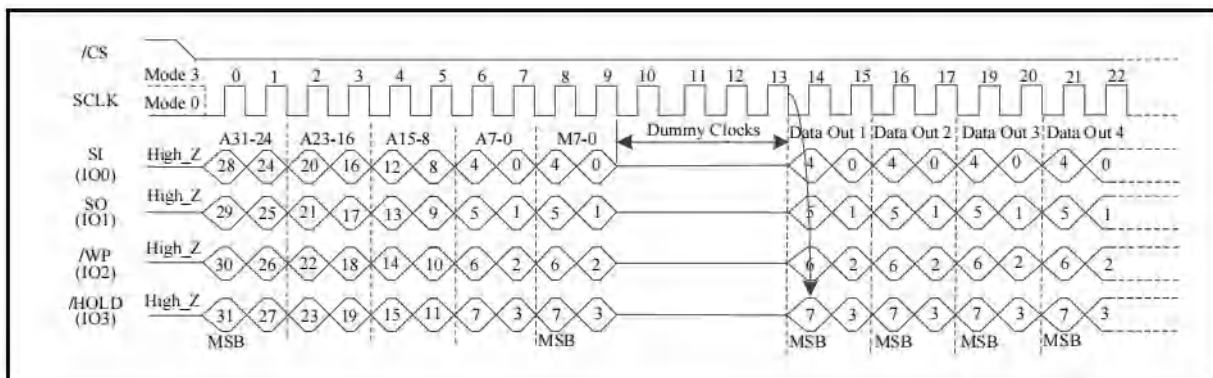 /CS
Mode 3 0 1 2 3 4 5 6 7 8 9 10 11 12 13 14 15 16 17 19 20 21 22
SCLK Mode 0
A31-24 A23-16 A15-8 A7-0 M7-0 Dummy Clocks Data Out 1 Data Out 2 Data Out 3 Data Out 4
SI High_Z 28 24 20 16 12 8 4 0 4 0 4 0 4 0 4 0 4 0
(IO0)
SO High_Z 29 25 21 17 13 9 5 1 5 1 5 1 5 1 5 1 5 1
(IO1)
/WP High_Z 30 26 22 18 14 10 6 2 6 2 6 2 6 2 6 2 6 2
(IO2)
/HOLD High_Z 31 27 23 19 15 11 7 3 7 3 7 3 7 3 7 3 7 3
(IO3)
MSB MSB MSB MSB MSB MSB